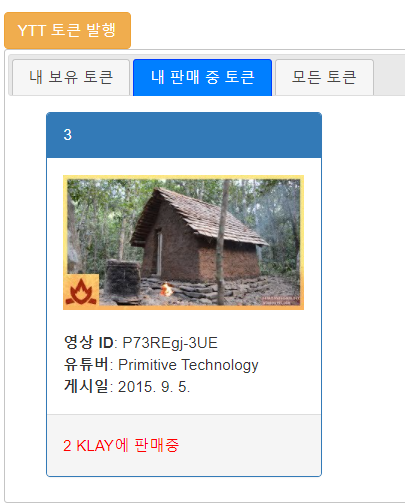 YTT 토큰 발행
내 보유 토큰
내 판매 중 토큰
모든 토큰
3
영상 ID: P73REgj-3UE
유튜버: Primitive Technology
게시일: 2015. 9. 5.
2 KLAY에 판매중